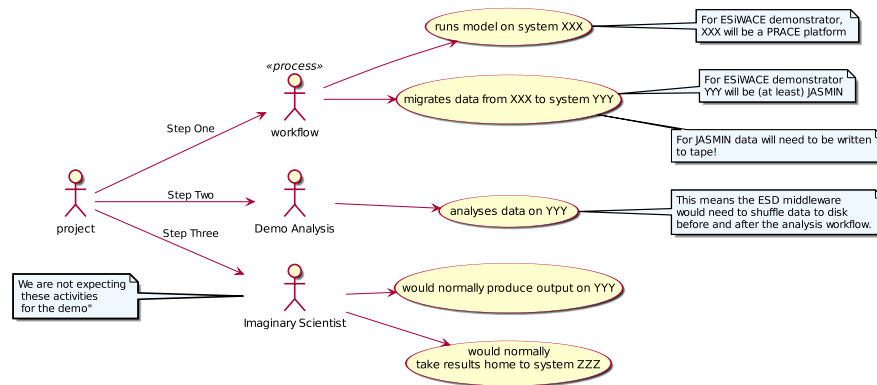 runs model on system XXX
For ESiWACE demonstrator,
XXX will be a PRACE platform
«process»
workflow
migrates data from XXX to system YYY
For ESiWACE demonstrator
YYY will be (at least) JASMIN
For JASMIN data will need to be written
to tape!
Step One
project
Step Two
Demo Analysis
analyses data on YYY
This means the ESD middleware
would need to shuffle data to disk
before and after the analysis workflow.
Step Three
We are not expecting
these activities
for the demo"
Imaginary Scientist
would normally produce output on YYY
would normally
take results home to system ZZZ